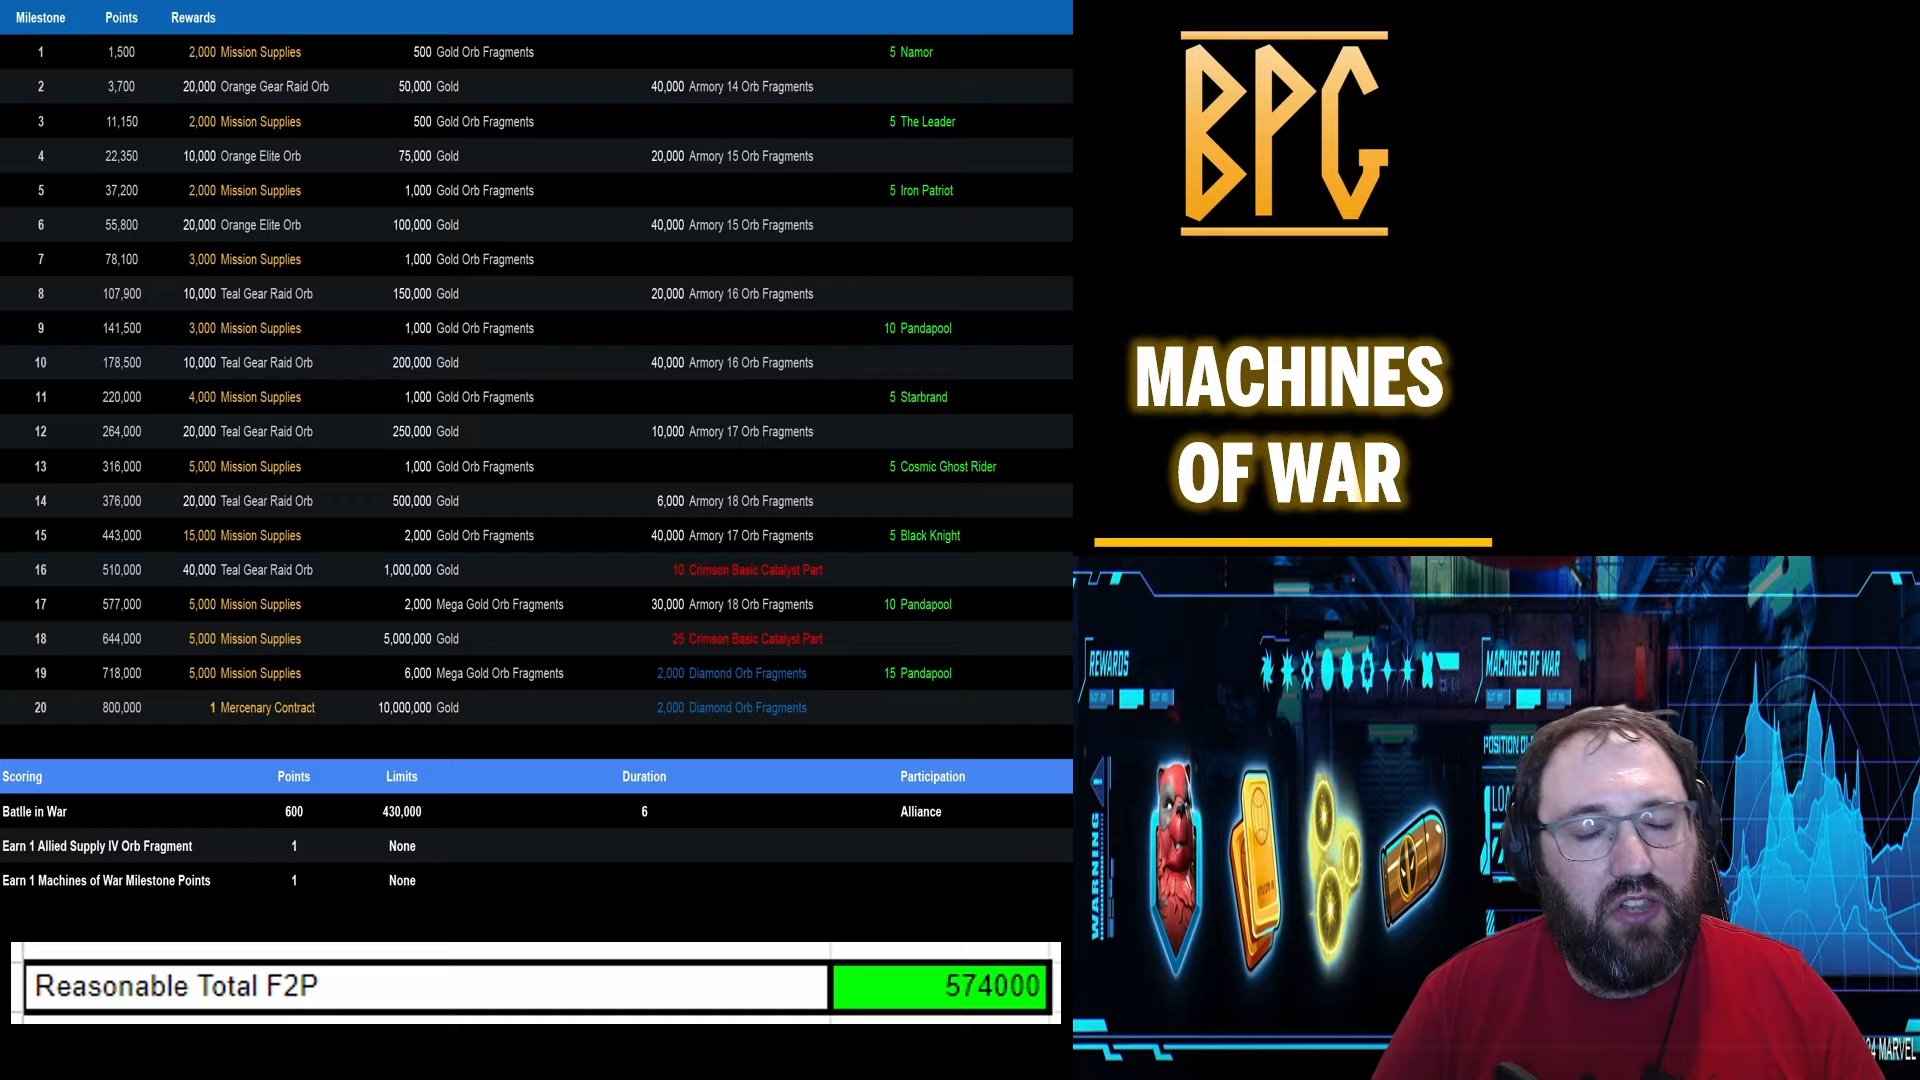 Milestone Points Rewards
1 1,500 2,000 Mission Supplies 500 Gold Orb Fragments 5 Namor
2 3,700 20,000 Orange Gear Raid Orb 50,000 Gold 40,000 Armory 14 Orb Fragments
3 11,150 2,000 Mission Supplies 500 Gold Orb Fragments 5 The Leader
4 22,350 10,000 Orange Elite Orb 75,000 Gold 20,000 Armory 15 Orb Fragments
5 37,200 2,000 Mission Supplies 1,000 Gold Orb Fragments 5 Iron Patriot
6 55,800 20,000 Orange Elite Orb 100,000 Gold 40,000 Armory 15 Orb Fragments
7 78,100 3,000 Mission Supplies 1,000 Gold Orb Fragments
8 107,900 10,000 Teal Gear Raid Orb 150,000 Gold 20,000 Armory 16 Orb Fragments
9 141,500 3,000 Mission Supplies 1,000 Gold Orb Fragments 10 Pandapool
10 178,500 10,000 Teal Gear Raid Orb 200,000 Gold 40,000 Armory 16 Orb Fragments
11 220,000 4,000 Mission Supplies 1,000 Gold Orb Fragments 5 Starbrand
12 264,000 20,000 Teal Gear Raid Orb 250,000 Gold 10,000 Armory 17 Orb Fragments
13 316,000 5,000 Mission Supplies 1,000 Gold Orb Fragments 5 Cosmic Ghost Rider
14 376,000 20,000 Teal Gear Raid Orb 500,000 Gold 6,000 Armory 18 Orb Fragments
15 443,000 15,000 Mission Supplies 2,000 Gold Orb Fragments 40,000 Armory 17 Orb Fragments 5 Black Knight
16 510,000 40,000 Teal Gear Raid Orb 1,000,000 Gold 10 Crimson Basic Catalyst Part
17 577,000 5,000 Mission Supplies 2,000 Mega Gold Orb Fragments 30,000 Armory 18 Orb Fragments 10 Pandapool
18 644,000 5,000 Mission Supplies 5,000,000 Gold 25 Crimson Basic Catalyst Part
19 718,000 5,000 Mission Supplies 6,000 Mega Gold Orb Fragments 2,000 Diamond Orb Fragments 15 Pandapool
20 800,000 1 Mercenary Contract 10,000,000 Gold 2,000 Diamond Orb Fragments
Scoring Points Limits Duration Participation
Batlle in War 600 430,000 6 Alliance
Earn 1 Allied Supply IV Orb Fragment 1 None
Earn 1 Machines of War Milestone Points 1 None
Reasonable Total F2P 574000
BPG
MACHINES
OF WAR
REWARDS
MACHINES OF WAR
WARNING
MARVEL